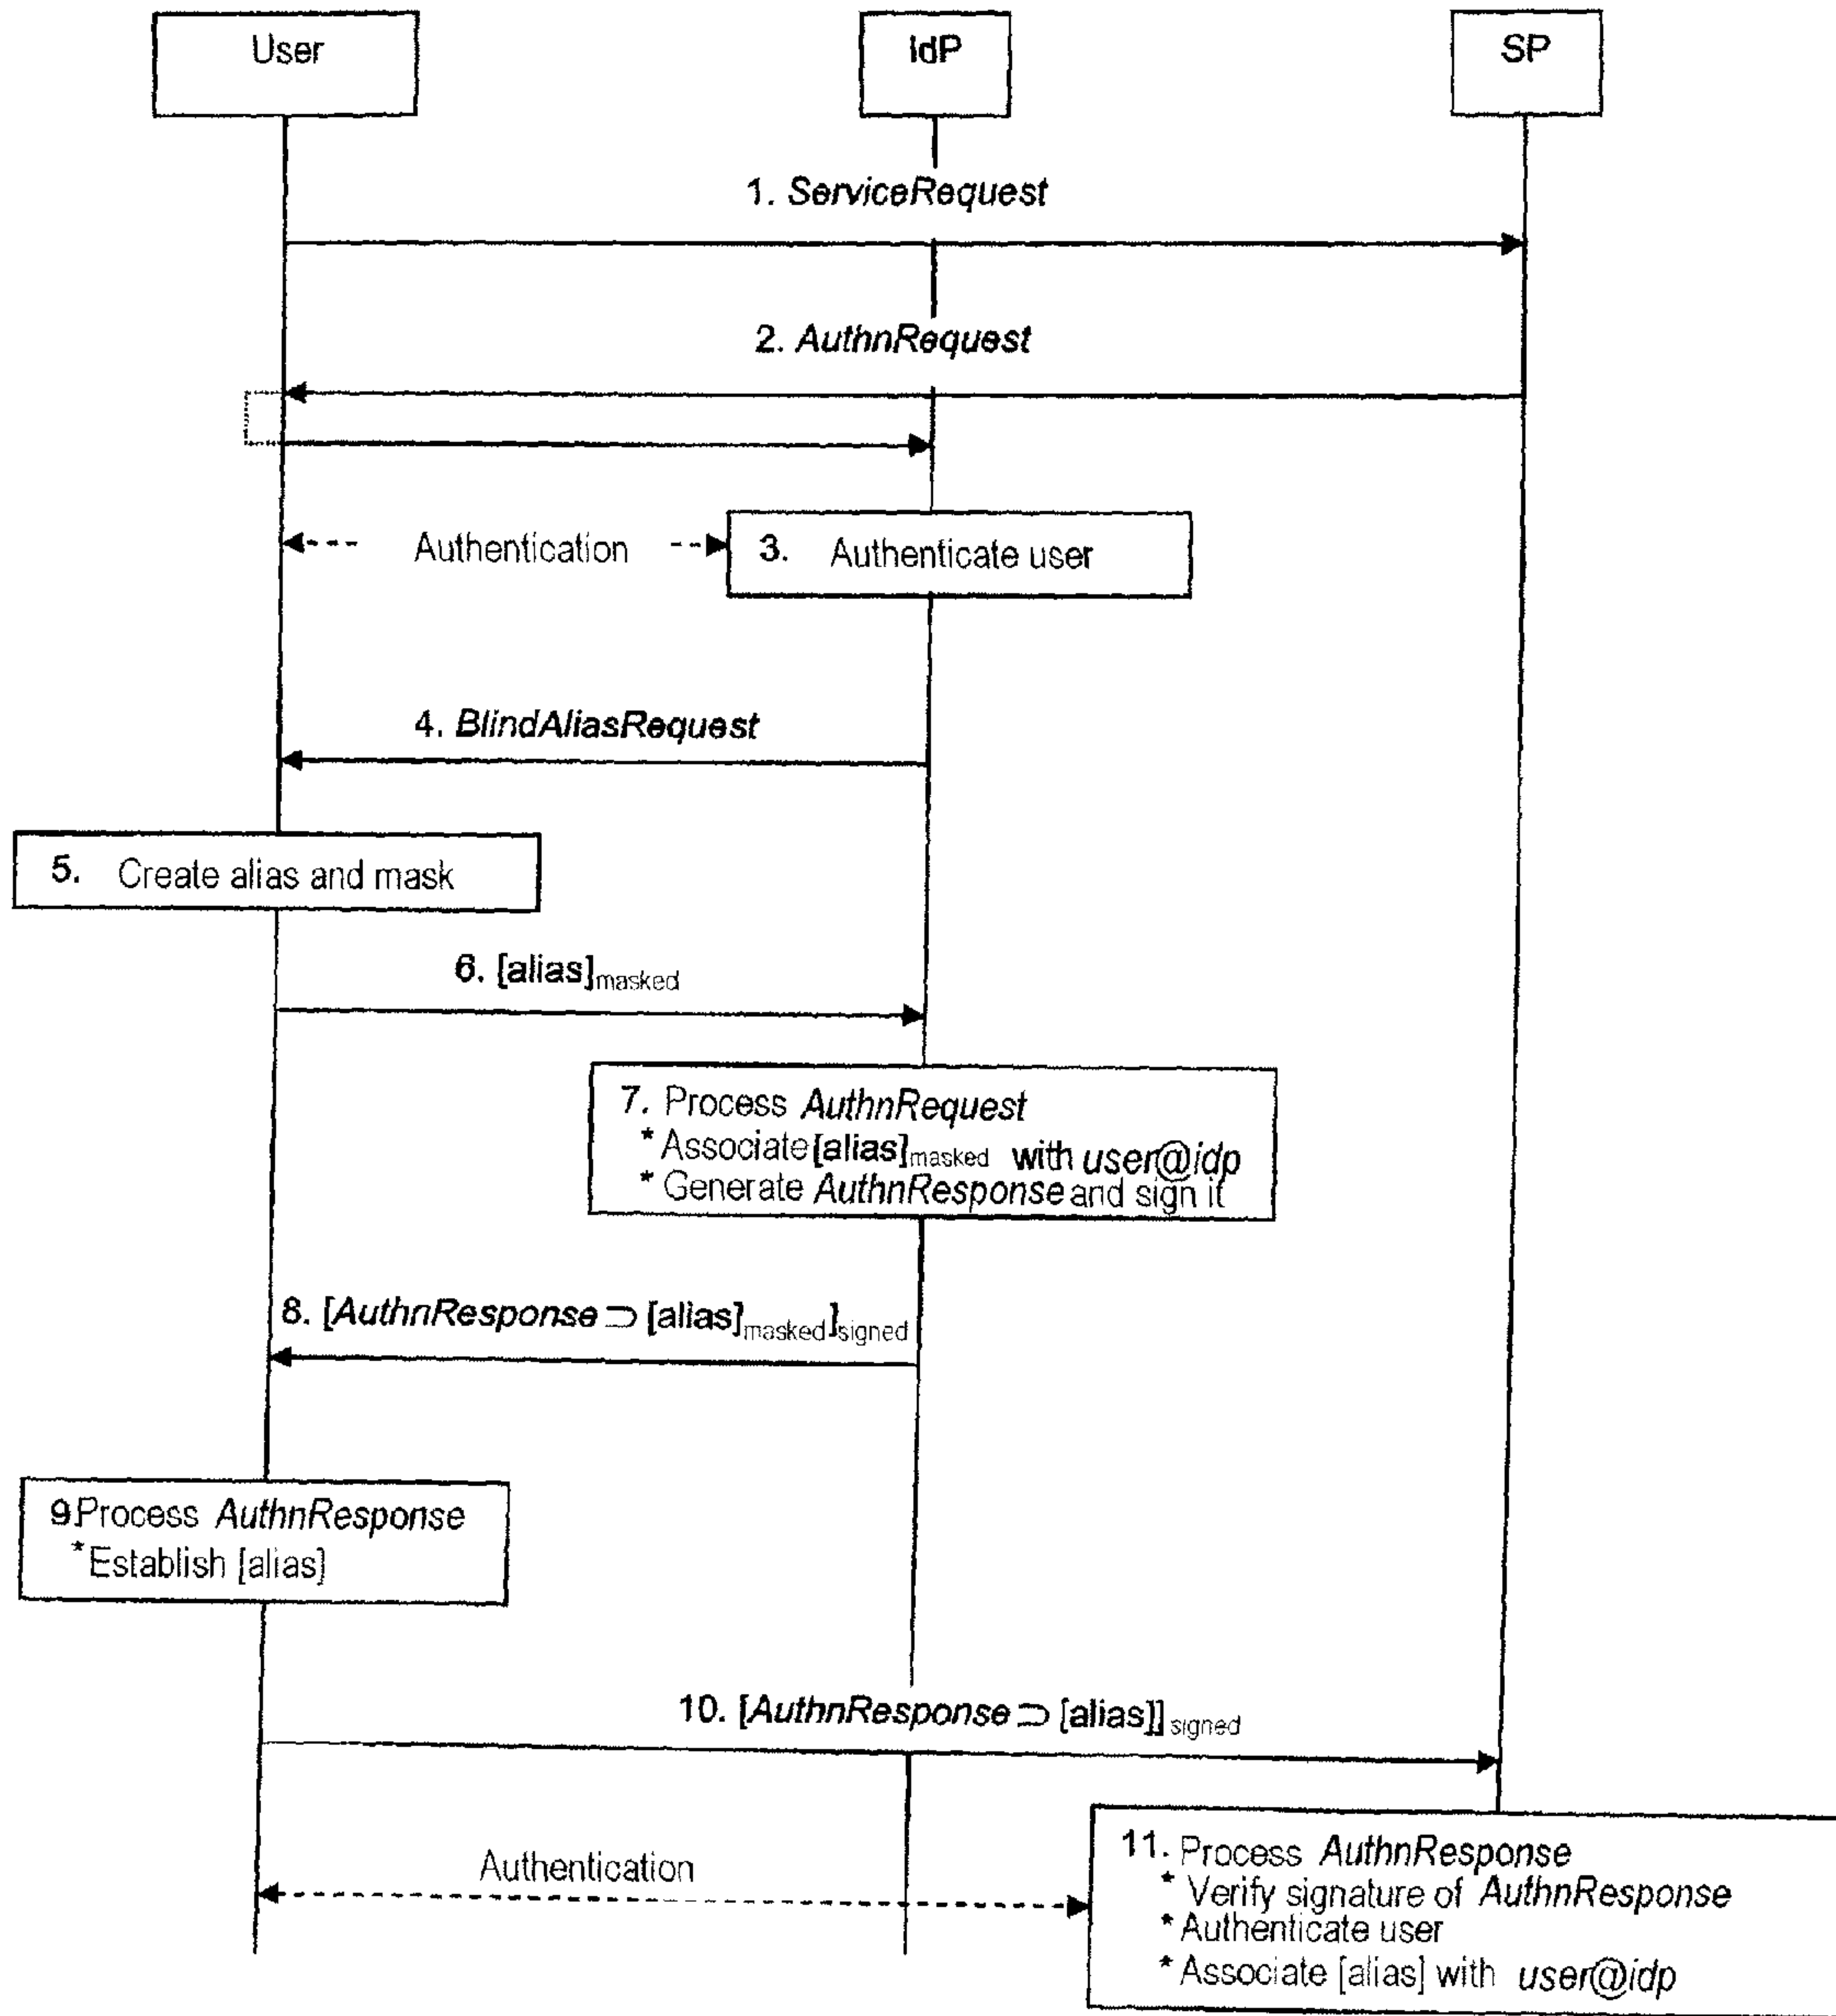 User
IdP
SP
1. ServiceRequest
2. AuthnRequest
Authentication
3. Authenticate user
4. BlindAliasRequest
5. Create alias and mask
6. [alias]masked
7. Process AuthnRequest
* Associate [alias]masked with user@idp
* Generate AuthnResponse and sign it
8. [AuthnResponse ⊃ [alias]masked]signed
9.Process AuthnResponse
* Establish [alias]
10. [AuthnResponse ⊃ [alias]] signed
Authentication
11. Process AuthnResponse
* Verify signature of AuthnResponse
* Authenticate user
* Associate [alias] with user@idp